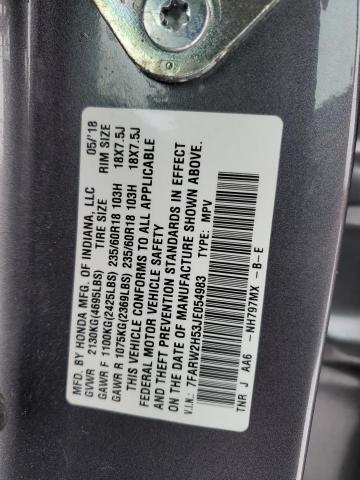 MFD. BY HONDA MFG. OF INDIANA, LLC 05/'18
GVWR 2130KG(4695LBS) TIRE SIZE RIM SIZE
GAWR F 1100KG(2425LBS) 235/60R18 103H 18X7.5J
GAWR R 1075KG(2369LBS) 235/60R18 103H 18X7.5J
THIS VEHICLE CONFORMS TO ALL APPLICABLE
FEDERAL MOTOR VEHICLE SAFETY
AND THEFT PREVENTION STANDARDS IN EFFECT
ON THE DATE OF MANUFACTURE SHOWN ABOVE.
V.I.N.: 7FARW2H53JE054983 TYPE: MPV
TNR J AA6 -NH797MX -B-E